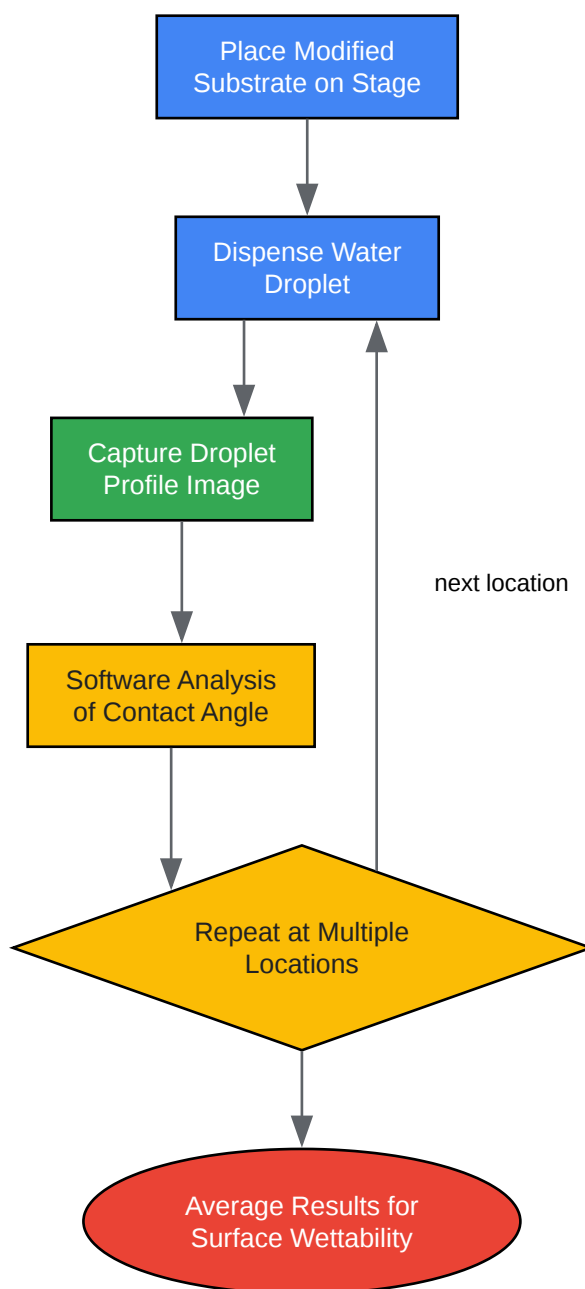 Place Modified
Substrate on Stage
Dispense Water
Droplet
Capture Droplet
Profile Image
next location
Software Analysis
of Contact Angle
Repeat at Multiple
Locations
Average Results for
Surface Wettability